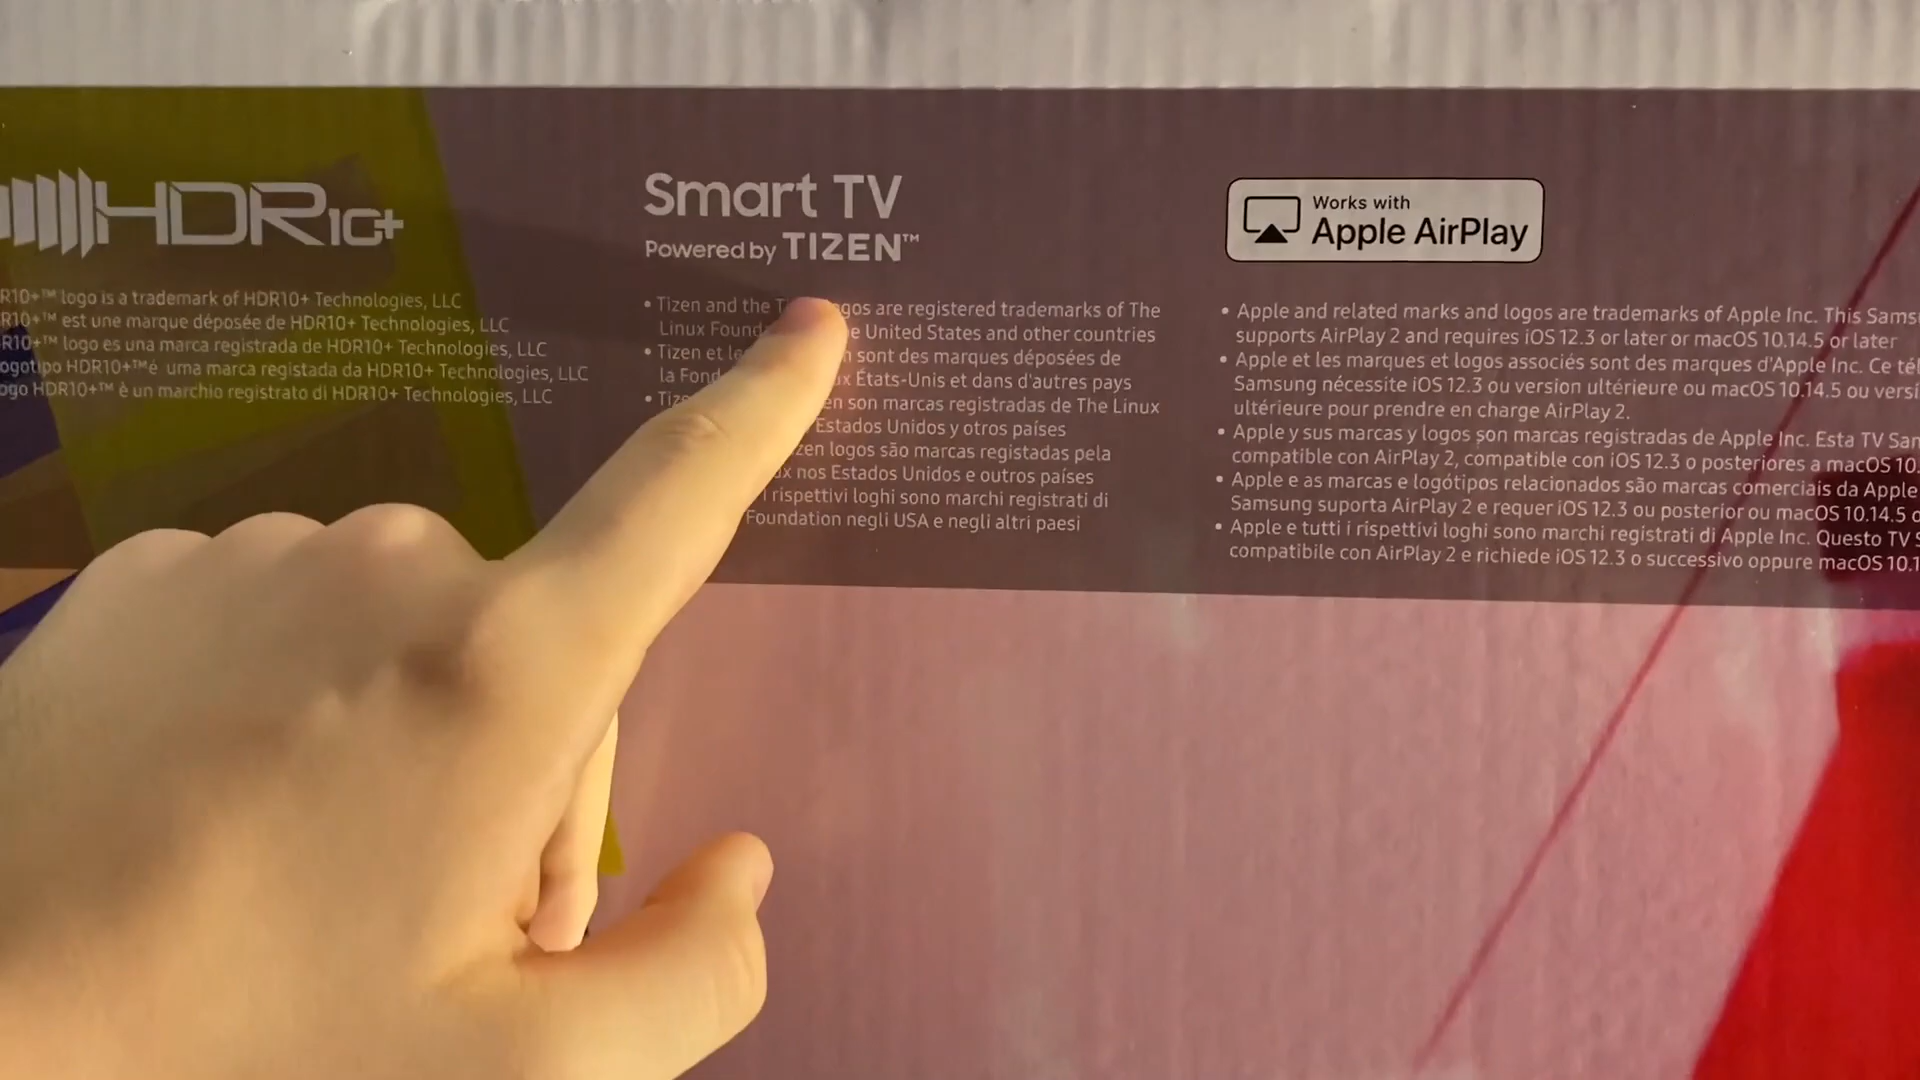 HDR10+
R10+™ logo is a trademark of HDR10+ Technologies, LLC
R10+™ est une marque déposée de HDR10+ Technologies, LLC
R10+™ logo es una marca registrada de HDR10+ Technologies, LLC
ogotipo HDR10+™é uma marca registada da HDR10+ Technologies, LLC
ogo HDR10+™ è un marchio registrato di HDR10+ Technologies, LLC
Smart TV
Powered by TIZEN™
• Tizen and the ogos are registered trademarks of The
Linux United States and other countries
• Tizen et sont des marques déposées de
la États-Unis et dans d'autres pays
• son marcas registradas de The Linux
Estados Unidos y otros países
logos são marcas registadas pela
nos Estados Unidos e outros países
i rispettivi loghi sono marchi registrati di
Foundation negli USA e negli altri paesi
Works with
Apple AirPlay
• Apple and related marks and logos are trademarks of Apple Inc. This Sams
supports AirPlay 2 and requires iOS 12.3 or later or macOS 10.14.5 or later
• Apple et les marques et logos associés sont des marques d'Apple Inc. Ce tél
Samsung nécessite iOS 12.3 ou version ultérieure ou macOS 10.14.5 ou versi
ultérieure pour prendre en charge AirPlay 2.
• Apple y sus marcas y logos son marcas registradas de Apple Inc. Esta TV Sam
compatible con AirPlay 2, compatible con iOS 12.3 o posteriores a macOS 10.
• Apple e as marcas e logótipos relacionados são marcas comerciais da Apple
Samsung suporta AirPlay 2 e requer iOS 12.3 ou posterior ou macOS 10.14.5 o
• Apple e tutti i rispettivi loghi sono marchi registrati di Apple Inc. Questo TV S
compatibile con AirPlay 2 e richiede iOS 12.3 o successivo oppure macOS 10.1